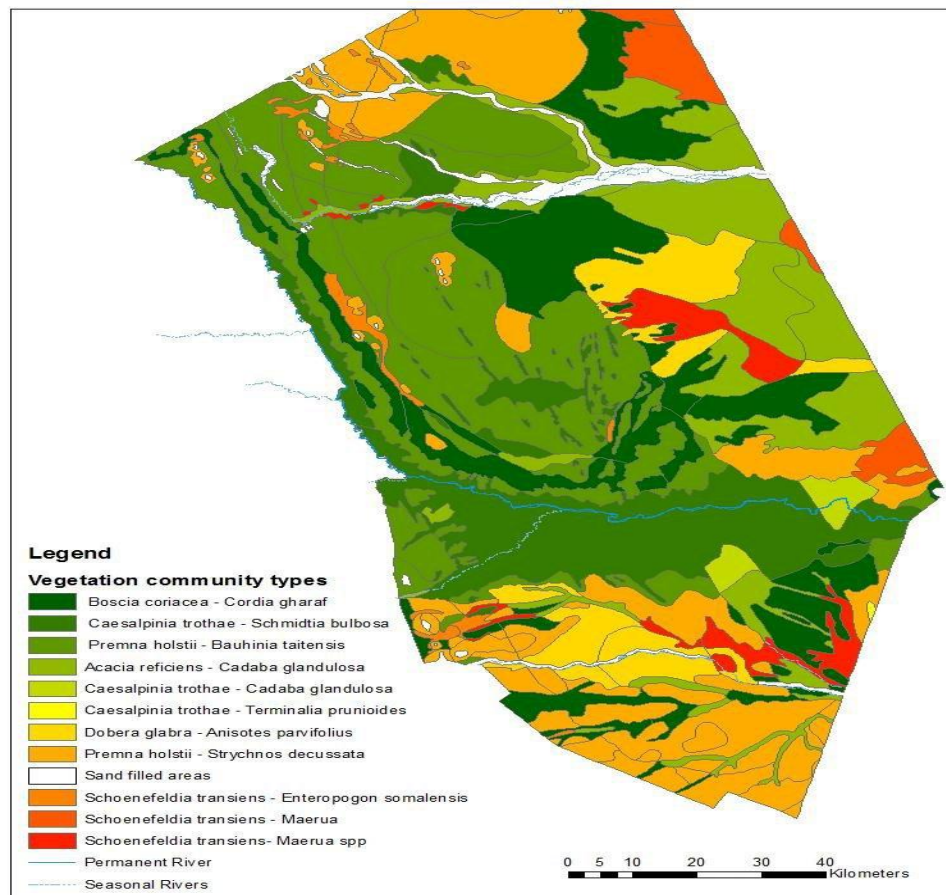 Legend
Vegetation community types
Boscia coriacea - Cordia gharaf
Caesalpinia trothae - Schmidtia bulbosa
Premna holstii - Bauhinia taitensis
Acacia reficiens - Cadaba glandulosa
Caesalpinia trothae - Cadaba glandulosa
Caesalpinia trothae - Terminalia prunioides
Dobera glabra - Anisotes parvifolius
Premna holstii - Strychnos decussata
Sand filled areas
Schoenefeldia transiens - Enteropogon somalensis
Schoenefeldia transiens - Maerua
Schoenefeldia transiens- Maerua spp
Permanent River
Seasonal Rivers
0 5 10 20 30 40
Kilometers